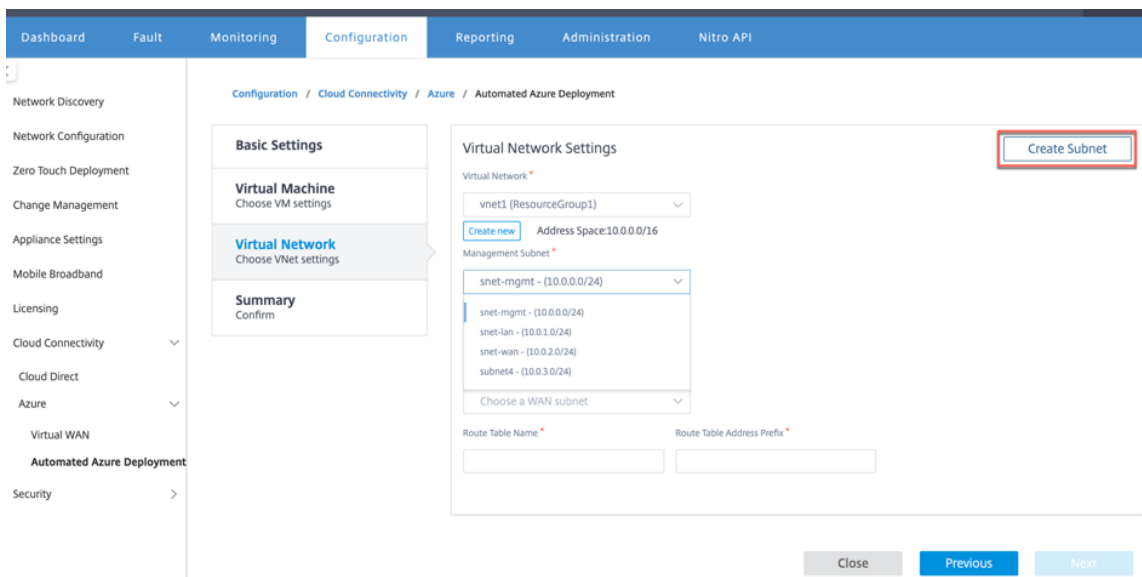 Dashboard Fault Monitoring Configuration Reporting Administration Nitro API
Network Discovery
Network Configuration
Zero Touch Deployment
Change Management
Appliance Settings
Mobile Broadband
Licensing
Cloud Connectivity
Cloud Direct
Azure
Virtual WAN
Automated Azure Deployment
Security
Configuration / Cloud Connectivity / Azure / Automated Azure Deployment
Basic Settings
Virtual Machine
Choose VM settings
Virtual Network
Choose VNet settings
Summary
Confirm
Virtual Network Settings
Create Subnet
Virtual Network *
vnet1 (ResourceGroup1)
Create new Address Space:10.0.0.0/16
Management Subnet *
snet-mgmt - (10.0.0.0/24)
snet-mgmt - (10.0.0.0/24)
snet-lan - (10.0.1.0/24)
snet-wan - (10.0.2.0/24)
subnet4 - (10.0.3.0/24)
Choose a WAN subnet
Route Table Name * Route Table Address Prefix *
Close Previous Next